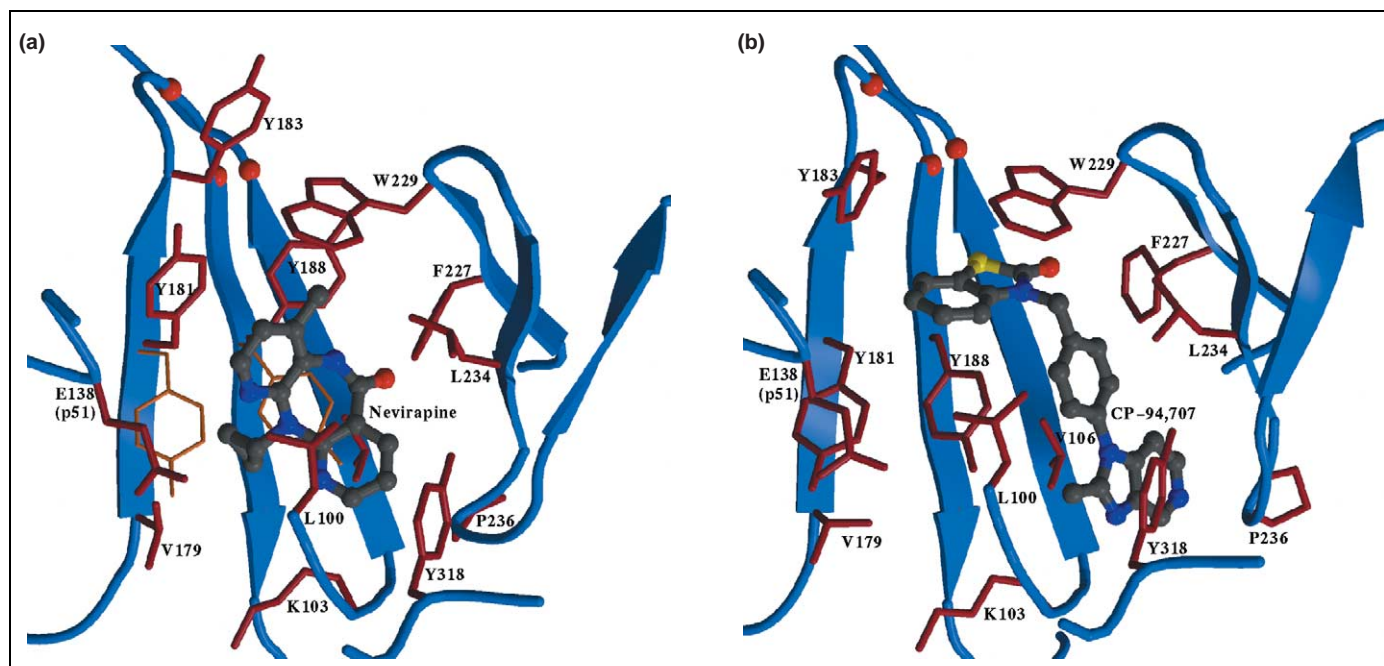 (a)
Y183
W229
Y188
Y181
F227
L234
E138
(p51)
Nevirapine
L100
P236
V179
Y318
K103
(b)
Y183
W229
F227
Y181
Y188
L234
E138
(p51)
CP-94,707
V106
L100
V179
Y318
P236
K103